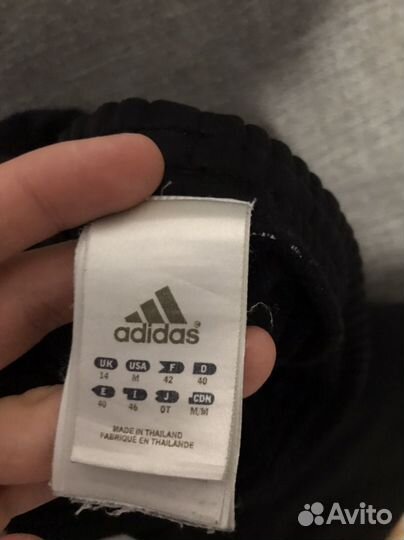 adidas®
UK USA F D
14 M 42 40
E I J CDN
40 46 OT M/M
MADE IN THAILAND
FABRIQUE EN THAILANDE
Avito